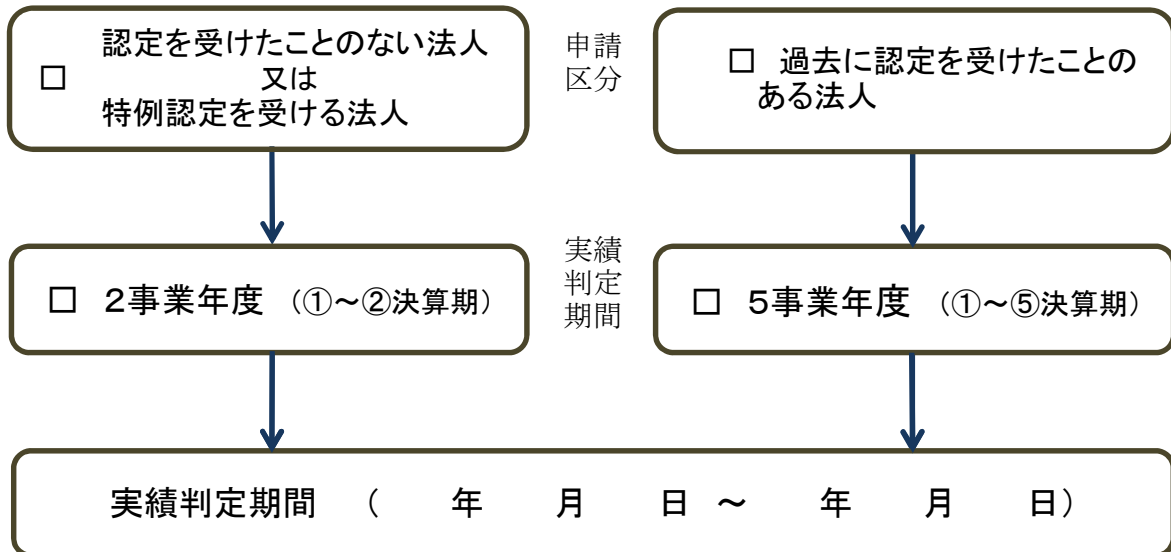 認定を受けたことのない法人
□ 又は
特例認定を受ける法人
申請
区分
□ 過去に認定を受けたことの
ある法人
□ 2事業年度 (①～②決算期)
実績
判定
期間
□ 5事業年度 (①～⑤決算期)
実績判定期間 ( 年 月 日 ～ 年 月 日)